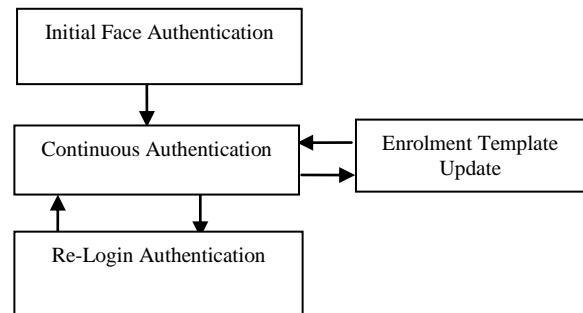 Initial Face Authentication
Continuous Authentication
Enrolment Template
Update
Re-Login Authentication